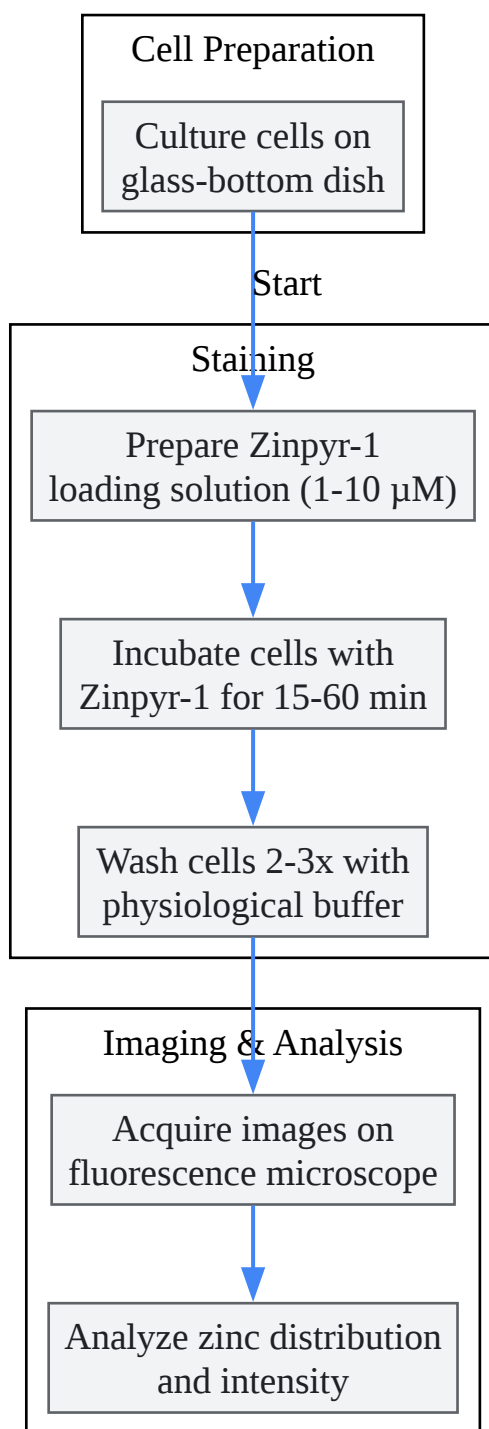 Cell Preparation
Culture cells on
glass-bottom dish
Start
Staining
Prepare Zinpyr-1
loading solution (1-10 µM)
Incubate cells with
Zinpyr-1 for 15-60 min
Wash cells 2-3x with
physiological buffer
Imaging & Analysis
Acquire images on
fluorescence microscope
Analyze zinc distribution
and intensity